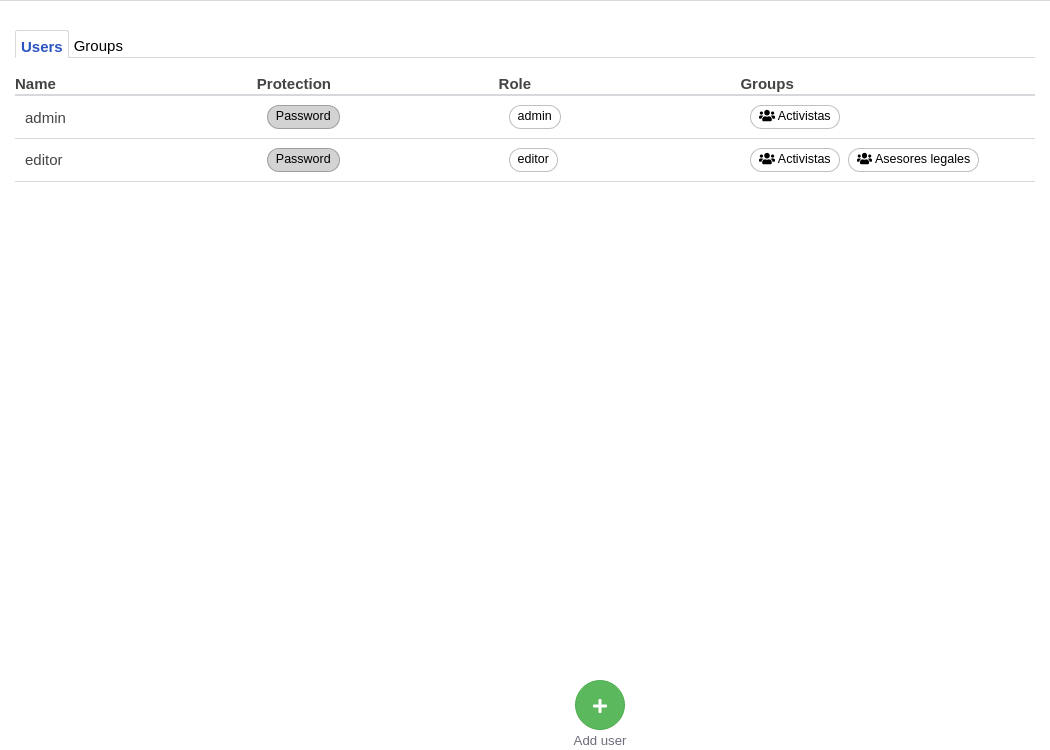 Users Groups
Name Protection Role Groups
admin Password admin Activistas
editor Password editor Activistas Asesores legales
Add user